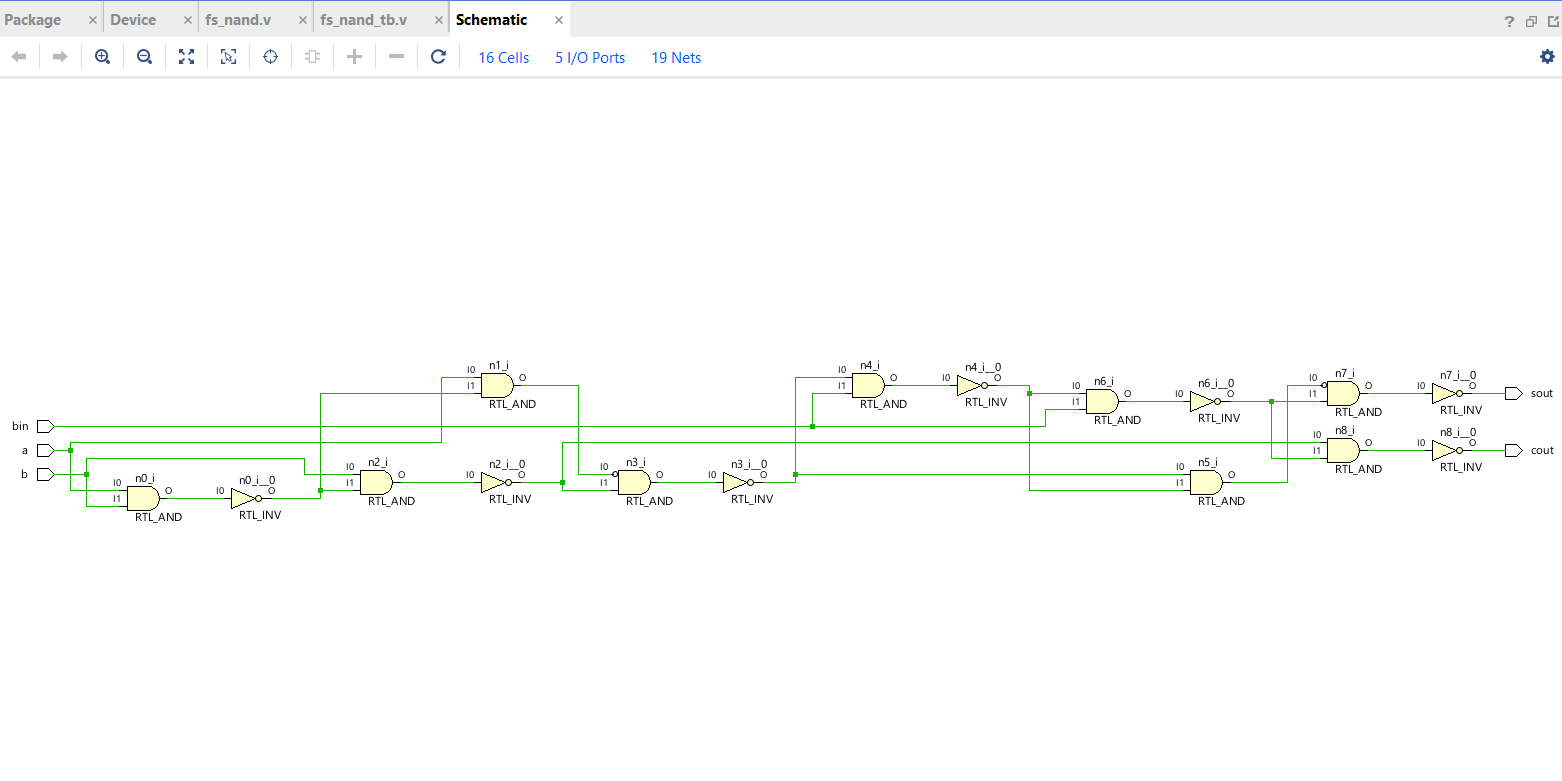 Package × Device × fs_nand.v × fs_nand_tb.v × Schematic × ?
16 Cells 5 I/O Ports 19 Nets
n1_i
I0 O
I1
RTL_AND
n4_i
I0 O
I1
RTL_AND
n4_i__0
I0 O
RTL_INV
n6_i
I0 O
I1
RTL_AND
n6_i__0
I0 O
RTL_INV
n7_i
I0 O
I1
RTL_AND
n7_i__0
I0 O
RTL_INV
sout
bin
a
b
n0_i
I0 O
I1
RTL_AND
n0_i__0
I0 O
RTL_INV
n2_i
I0 O
I1
RTL_AND
n2_i__0
I0 O
RTL_INV
n3_i
I0 O
I1
RTL_AND
n3_i__0
I0 O
RTL_INV
n5_i
I0 O
I1
RTL_AND
n8_i
I0 O
I1
RTL_AND
n8_i__0
I0 O
RTL_INV
cout